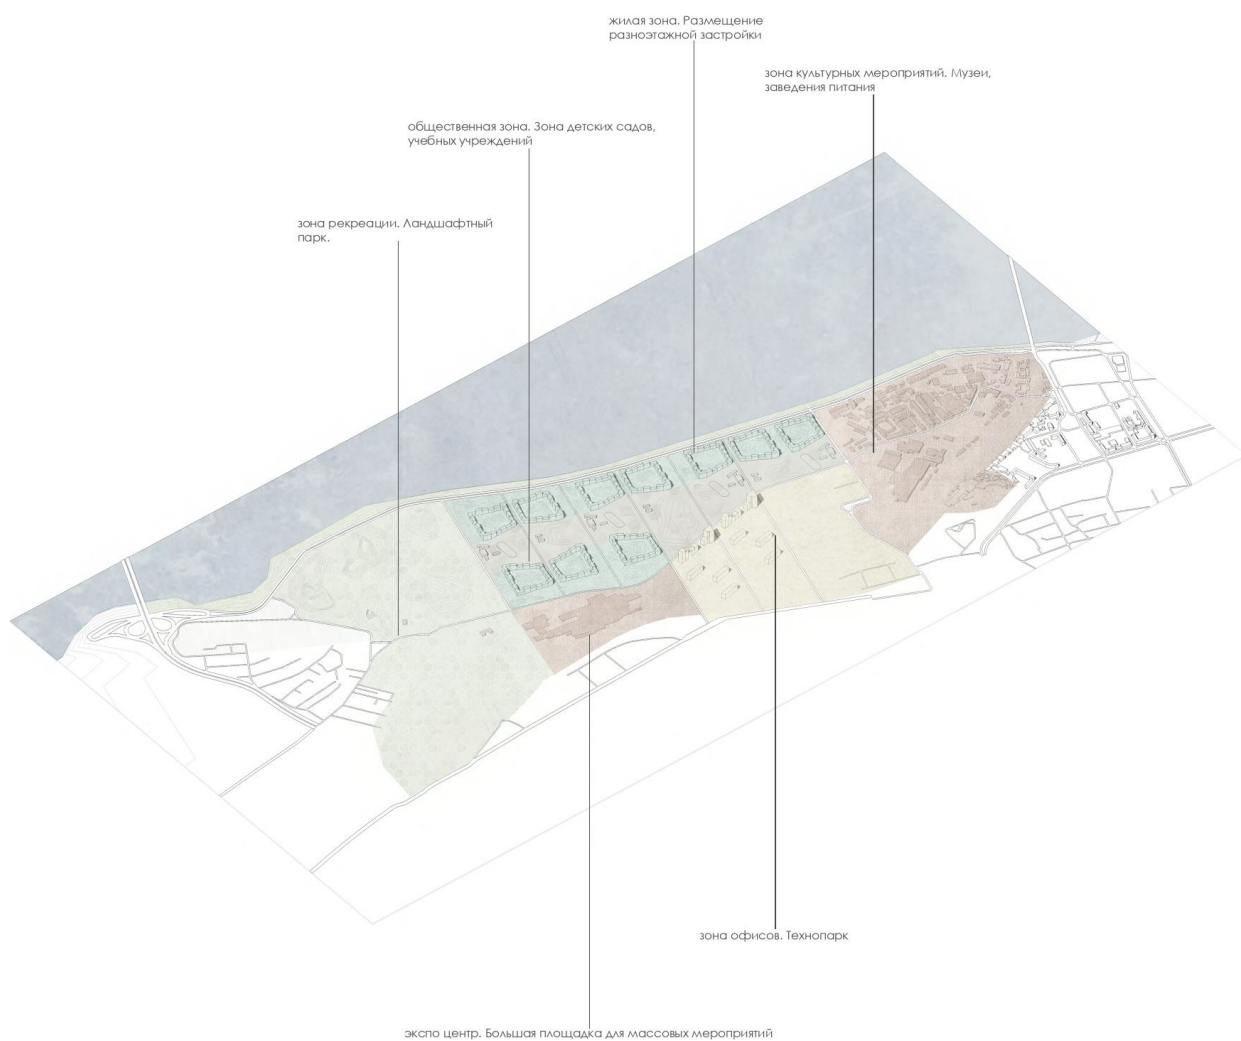 жилая зона. Размещение
разноэтажной застройки
зона культурных мероприятий. Музеи,
заведения питания
общественная зона. Зона детских садов,
учебных учреждений
зона рекреации. Ландшафтный
парк.
зона офисов. Технопарк
экспо центр. Большая площадка для массовых мероприятий